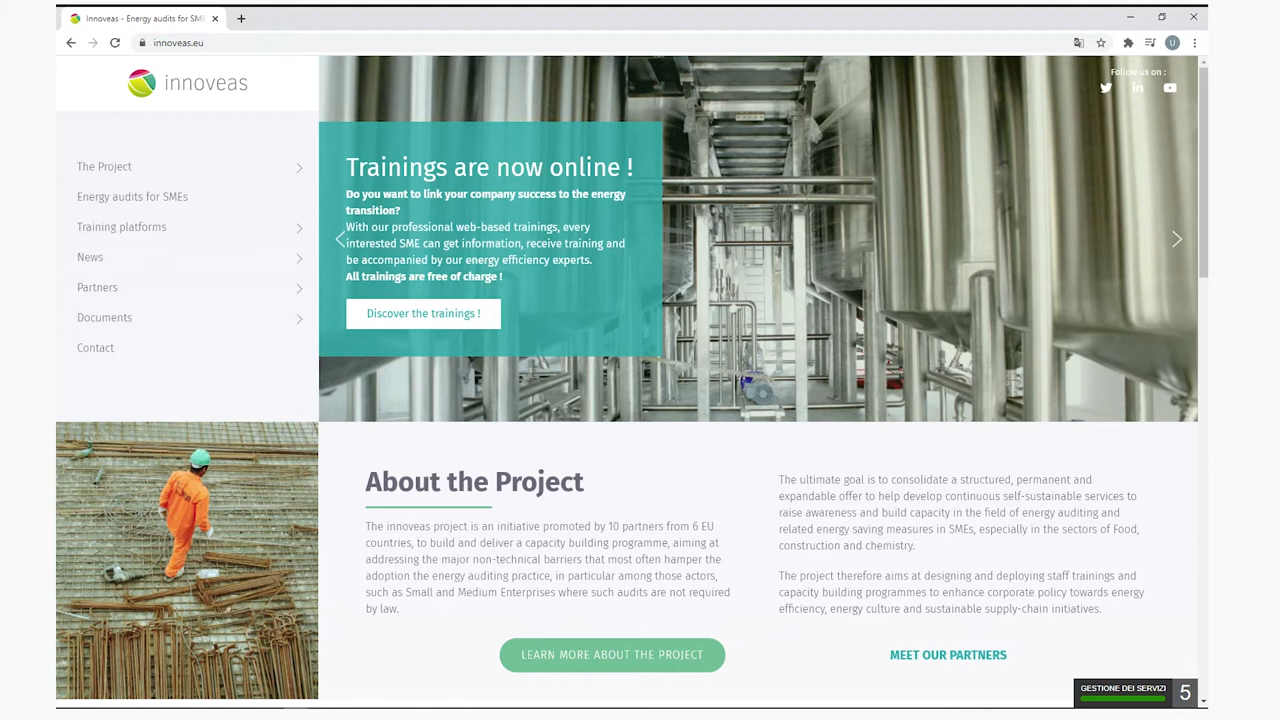 Innoveas - Energy audits for SME
innoveas.eu
innoveas
Follow us on :
The Project
Energy audits for SMEs
Training platforms
News
Partners
Documents
Contact
Trainings are now online !
Do you want to link your company success to the energy
transition?
With our professional web-based trainings, every
interested SME can get information, receive training and
be accompanied by our energy efficiency experts.
All trainings are free of charge !
Discover the trainings !
About the Project
The innoveas project is an initiative promoted by 10 partners from 6 EU
countries, to build and deliver a capacity building programme, aiming at
addressing the major non-technical barriers that most often hamper the
adoption the energy auditing practice, in particular among those actors,
such as Small and Medium Enterprises where such audits are not required
by law.
LEARN MORE ABOUT THE PROJECT
The ultimate goal is to consolidate a structured, permanent and
expandable offer to help develop continuous self-sustainable services to
raise awareness and build capacity in the field of energy auditing and
related energy saving measures in SMEs, especially in the sectors of Food,
construction and chemistry.
The project therefore aims at designing and deploying staff trainings and
capacity building programmes to enhance corporate policy towards energy
efficiency, energy culture and sustainable supply-chain initiatives.
MEET OUR PARTNERS
GESTIONE DEI SERVIZI
5